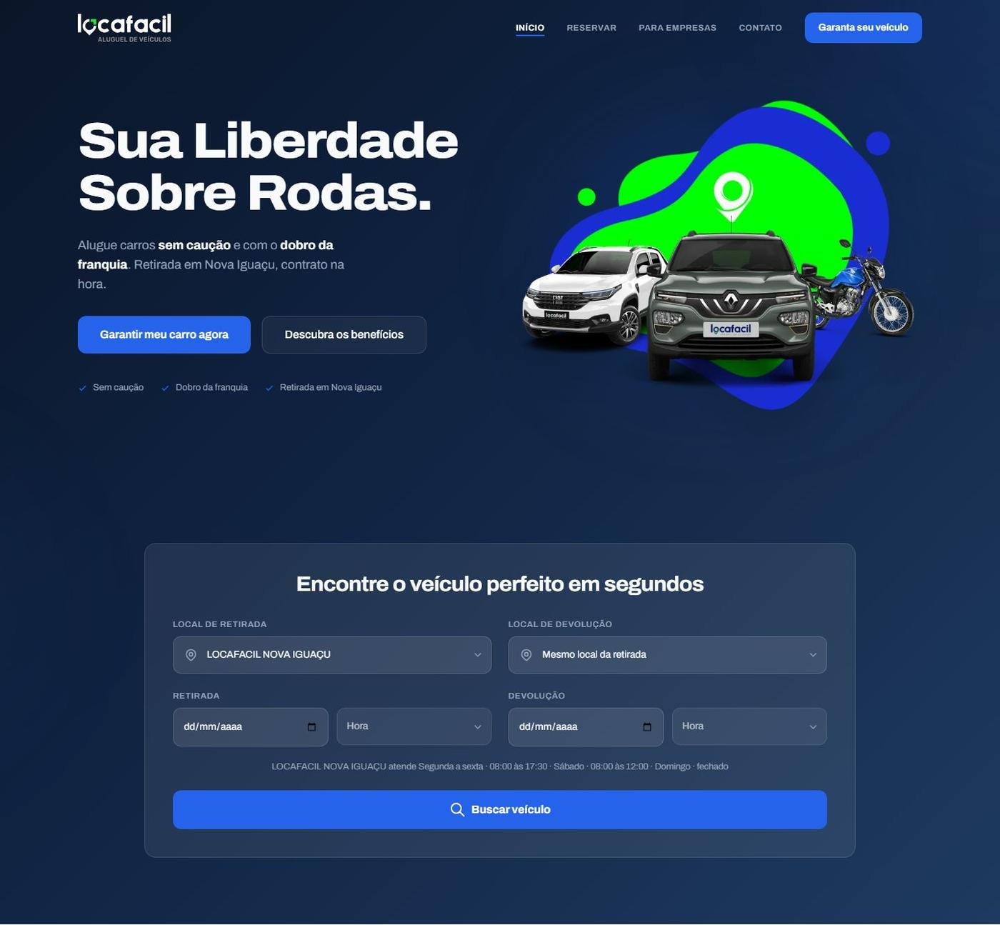 locafacil
ALUGUEL DE VEÍCULOS
INÍCIO
RESERVAR
PARA EMPRESAS
CONTATO
Garanta seu veículo
Sua Liberdade
Sobre Rodas.
Alugue carros sem caução e com o dobro da
franquia. Retirada em Nova Iguaçu, contrato na
hora.
Garantir meu carro agora
Descubra os benefícios
Sem caução
Dobro da franquia
Retirada em Nova Iguaçu
FIAT
locafacil
locafacil
Encontre o veículo perfeito em segundos
LOCAL DE RETIRADA
LOCAL DE DEVOLUÇÃO
LOCAFACIL NOVA IGUAÇU
Mesmo local da retirada
RETIRADA
DEVOLUÇÃO
dd/mm/aaaa
Hora
dd/mm/aaaa
Hora
LOCAFACIL NOVA IGUAÇU atende Segunda a sexta · 08:00 às 17:30 · Sábado · 08:00 às 12:00 · Domingo · fechado
Buscar veículo